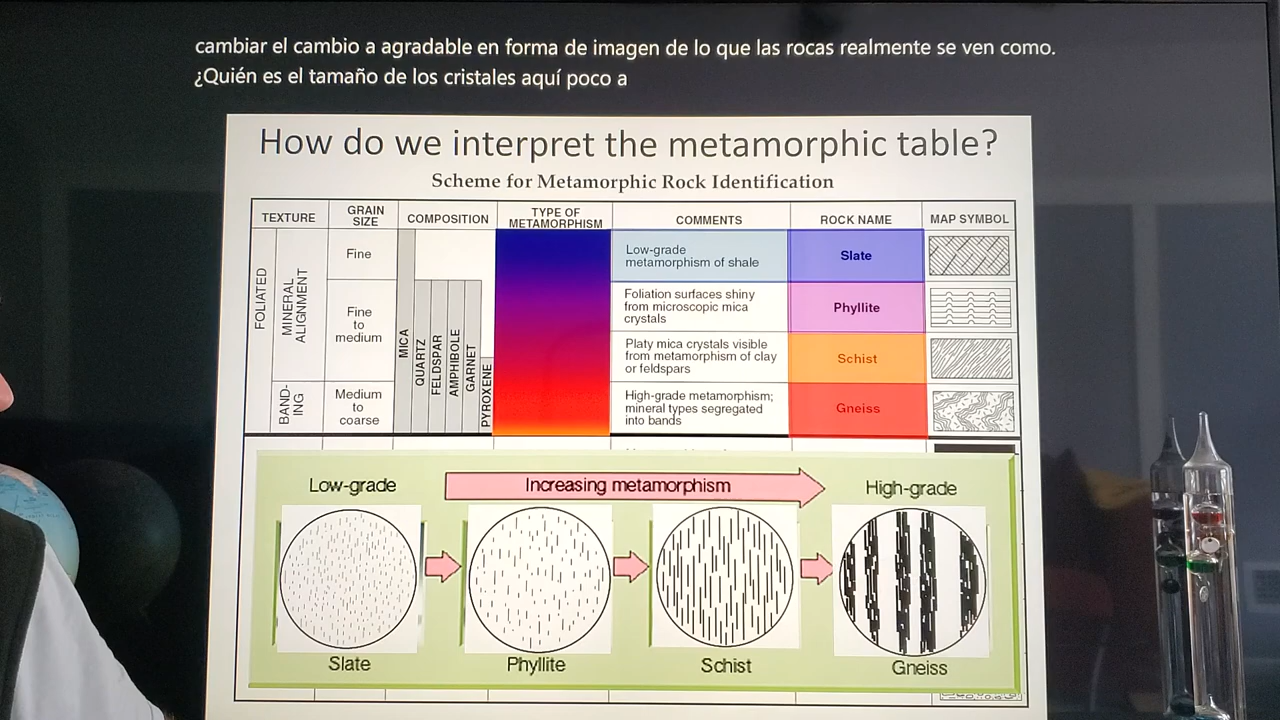 cambiar el cambio a agradable en forma de imagen de lo que las rocas realmente se ven como.
¿Quién es el tamaño de los cristales aquí poco a
How do we interpret the metamorphic table?
Scheme for Metamorphic Rock Identification
TEXTURE
GRAIN
SIZE
COMPOSITION
TYPE OF
METAMORPHISM
COMMENTS
ROCK NAME
MAP SYMBOL
FOLIATED
MINERAL
ALIGNMENT
BAND-
ING
Fine
Fine
to
medium
Medium
to
coarse
MICA
QUARTZ
FELDSPAR
AMPHIBOLE
GARNET
PYROXENE
Low-grade
metamorphism of shale
Slate
Foliation surfaces shiny
from microscopic mica
crystals
Phyllite
Platy mica crystals visible
from metamorphism of clay
or feldspars
Schist
High-grade metamorphism;
mineral types segregated
into bands
Gneiss
Low-grade
Increasing metamorphism
High-grade
Slate
Phyllite
Schist
Gneiss